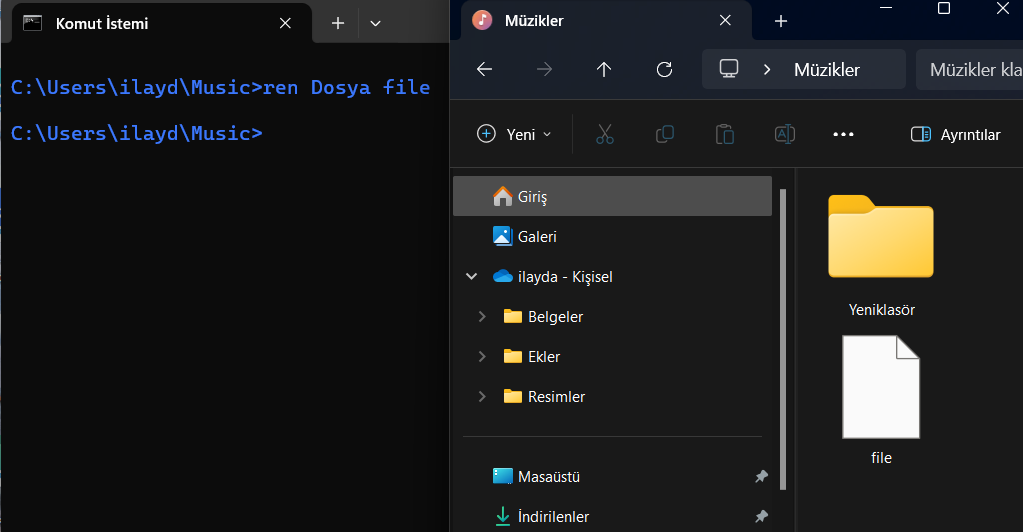 Komut İstemi
C:\Users\ilayd\Music>ren Dosya file
C:\Users\ilayd\Music>
Müzikler
Müzikler
Müzikler kla
Yeni
Ayrıntılar
Giriş
Galeri
ilayda - Kişisel
Belgeler
Ekler
Resimler
Masaüstü
İndirilenler
Yeniklasör
file